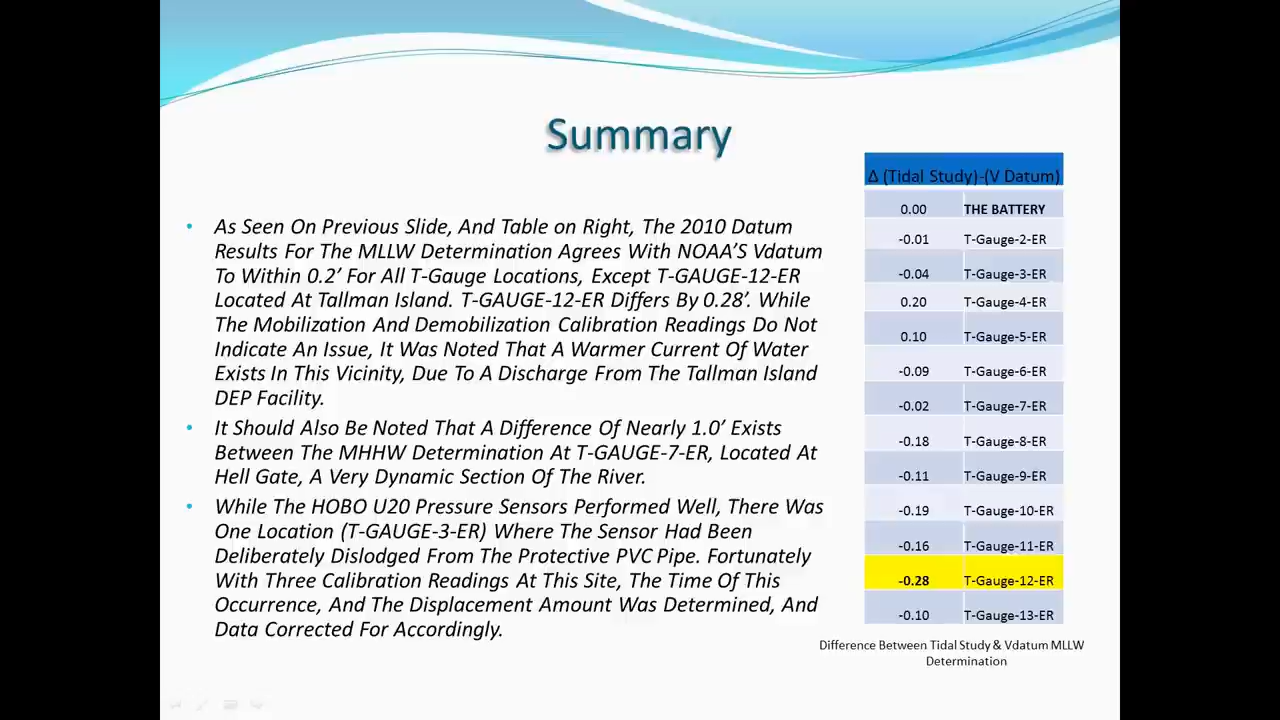 Summary
• As Seen On Previous Slide, And Table on Right, The 2010 Datum
Results For The MLLW Determination Agrees With NOAA'S Vdatum
To Within 0.2’ For All T-Gauge Locations, Except T-GAUGE-12-ER
Located At Tallman Island. T-GAUGE-12-ER Differs By 0.28’. While
The Mobilization And Demobilization Calibration Readings Do Not
Indicate An Issue, It Was Noted That A Warmer Current Of Water
Exists In This Vicinity, Due To A Discharge From The Tallman Island
DEP Facility.
• It Should Also Be Noted That A Difference Of Nearly 1.0’ Exists
Between The MHHW Determination At T-GAUGE-7-ER, Located At
Hell Gate, A Very Dynamic Section Of The River.
• While The HOBO U20 Pressure Sensors Performed Well, There Was
One Location (T-GAUGE-3-ER) Where The Sensor Had Been
Deliberately Dislodged From The Protective PVC Pipe. Fortunately
With Three Calibration Readings At This Site, The Time Of This
Occurrence, And The Displacement Amount Was Determined, And
Data Corrected For Accordingly.
Δ (Tidal Study)-(V Datum)
0.00 THE BATTERY
-0.01 T-Gauge-2-ER
-0.04 T-Gauge-3-ER
0.20 T-Gauge-4-ER
0.10 T-Gauge-5-ER
-0.09 T-Gauge-6-ER
-0.02 T-Gauge-7-ER
-0.18 T-Gauge-8-ER
-0.11 T-Gauge-9-ER
-0.19 T-Gauge-10-ER
-0.16 T-Gauge-11-ER
-0.28 T-Gauge-12-ER
-0.10 T-Gauge-13-ER
Difference Between Tidal Study & Vdatum MLLW
Determination